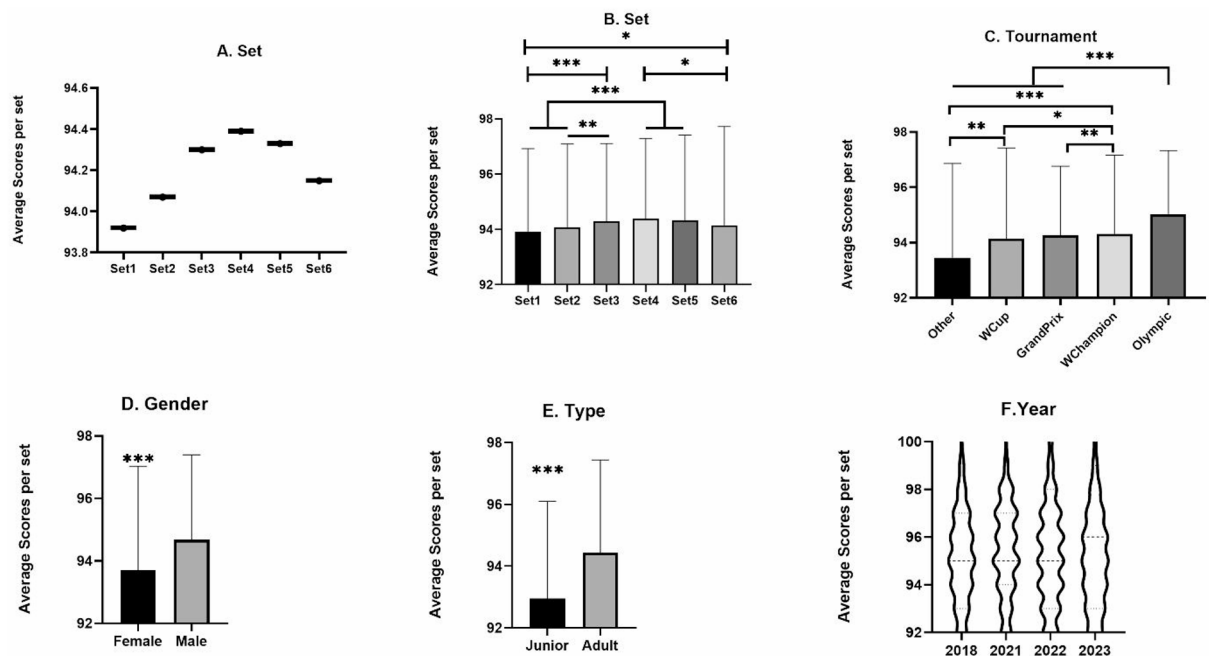 A. Set
Average Scores per set
94.6
94.4
94.2
94.0
93.8
Set1 Set2 Set3 Set4 Set5 Set6
B. Set
*
*** *
***
**
Average Scores per set
98
96
94
92
Set1 Set2 Set3 Set4 Set5 Set6
C. Tournament
***
***
** *
**
Average Scores per set
98
96
94
92
Other WCup GrandPrix WChampion Olympic
D. Gender
Average Scores per set
98
96
94
92
***
Female Male
E. Type
Average Scores per set
98
96
94
92
***
Junior Adult
F.Year
Average Scores per set
100
98
96
94
92
2018 2021 2022 2023